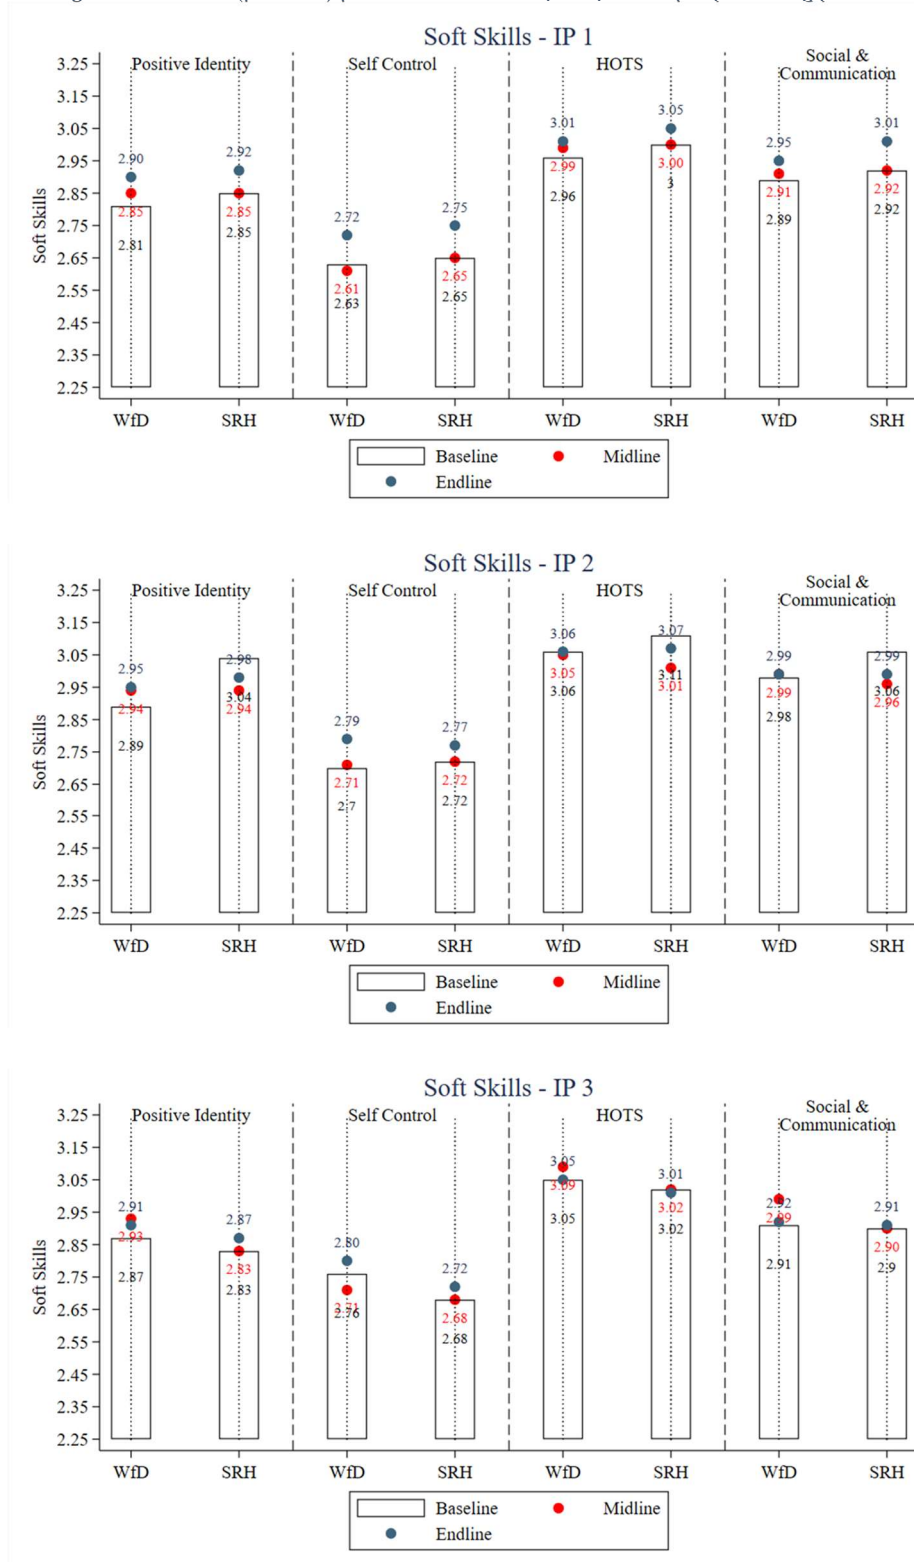 Soft Skills - IP 1
Positive Identity
Self Control
HOTS
Social &
Communication
Soft Skills
3.25
3.15
3.05
2.95
2.85
2.75
2.65
2.55
2.45
2.35
2.25
2.90 2.92 2.72 2.75 3.01 3.05 2.95 3.01
2.85 2.85 2.61 2.65 2.99 3.00 2.91 2.92
2.81 2.85 2.63 2.65 2.96 3 2.89 2.92
WfD SRH WfD SRH WfD SRH WfD SRH
Baseline Midline
Endline
Soft Skills - IP 2
Positive Identity
Self Control
HOTS
Social &
Communication
Soft Skills
3.25
3.15
3.05
2.95
2.85
2.75
2.65
2.55
2.45
2.35
2.25
2.95 2.98 2.79 2.77 3.06 3.07 2.99 2.99
2.94 2.94 2.71 2.72 3.05 3.01 2.99 2.96
2.89 3.04 2.7 2.72 3.06 3.11 2.98 3.06
WfD SRH WfD SRH WfD SRH WfD SRH
Baseline Midline
Endline
Soft Skills - IP 3
Positive Identity
Self Control
HOTS
Social &
Communication
Soft Skills
3.25
3.15
3.05
2.95
2.85
2.75
2.65
2.55
2.45
2.35
2.25
2.91 2.87 2.80 2.72 3.05 3.01 2.92 2.91
2.93 2.83 2.71 2.68 3.09 3.02 2.99 2.90
2.87 2.83 2.76 2.68 3.05 3.02 2.91 2.9
WfD SRH WfD SRH WfD SRH WfD SRH
Baseline Midline
Endline